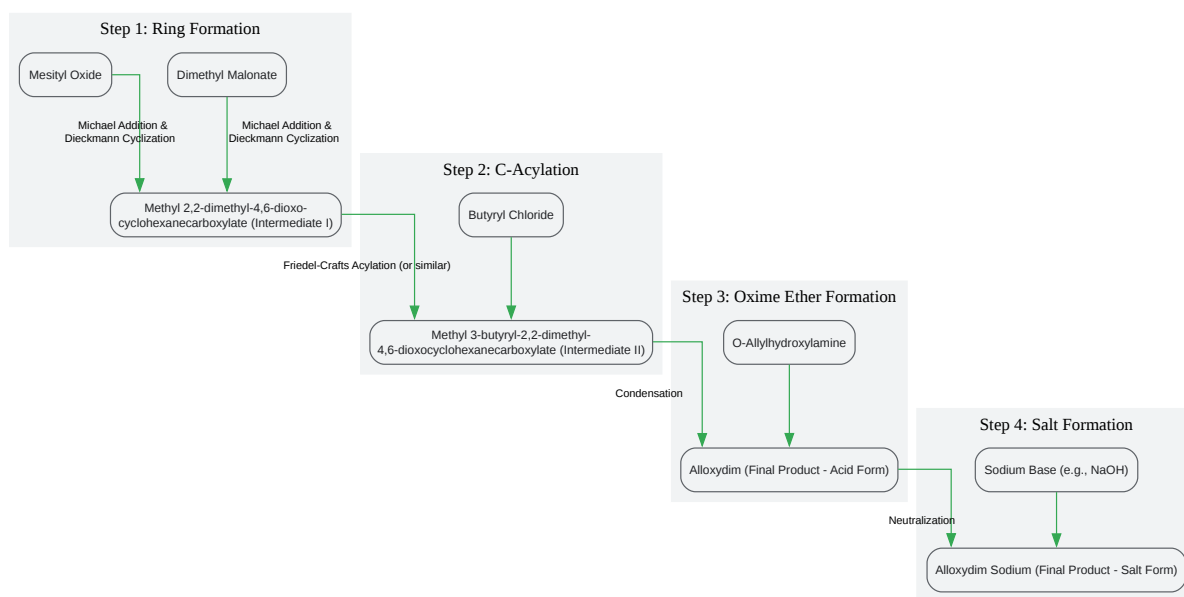 Step 1: Ring Formation
Mesityl Oxide
Dimethyl Malonate
Michael Addition &
Dieckmann Cyclization
Michael Addition &
Dieckmann Cyclization
Methyl 2,2-dimethyl-4,6-dioxo-
cyclohexanecarboxylate (Intermediate I)
Step 2: C-Acylation
Butyryl Chloride
Friedel-Crafts Acylation (or similar)
Methyl 3-butyryl-2,2-dimethyl-
4,6-dioxocyclohexanecarboxylate (Intermediate II)
Step 3: Oxime Ether Formation
O-Allylhydroxylamine
Condensation
Alloxydim (Final Product - Acid Form)
Step 4: Salt Formation
Sodium Base (e.g., NaOH)
Neutralization
Alloxydim Sodium (Final Product - Salt Form)